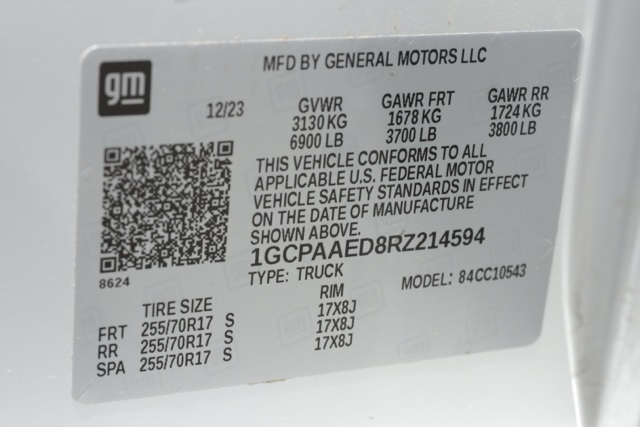 gm
MFD BY GENERAL MOTORS LLC
12/23
GVWR
3130 KG
6900 LB
GAWR FRT
1678 KG
3700 LB
GAWR RR
1724 KG
3800 LB
THIS VEHICLE CONFORMS TO ALL
APPLICABLE U.S. FEDERAL MOTOR
VEHICLE SAFETY STANDARDS IN EFFECT
ON THE DATE OF MANUFACTURE
SHOWN ABOVE.
8624
1GCPAAED8RZ214594
TYPE: TRUCK
MODEL: 84CC10543
TIRE SIZE RIM
FRT 255/70R17 S 17X8J
RR 255/70R17 S 17X8J
SPA 255/70R17 S 17X8J